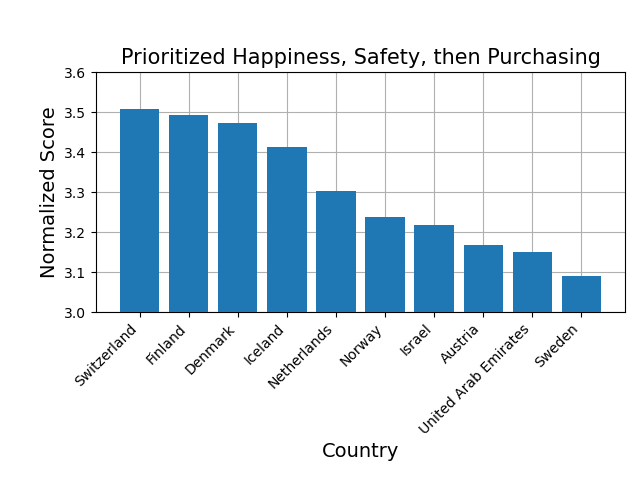 Prioritized Happiness, Safety, then Purchasing
Normalized Score
3.6
3.5
3.4
3.3
3.2
3.1
3.0
Switzerland
Finland
Denmark
Iceland
Netherlands
Norway
Israel
Austria
United Arab Emirates
Sweden
Country